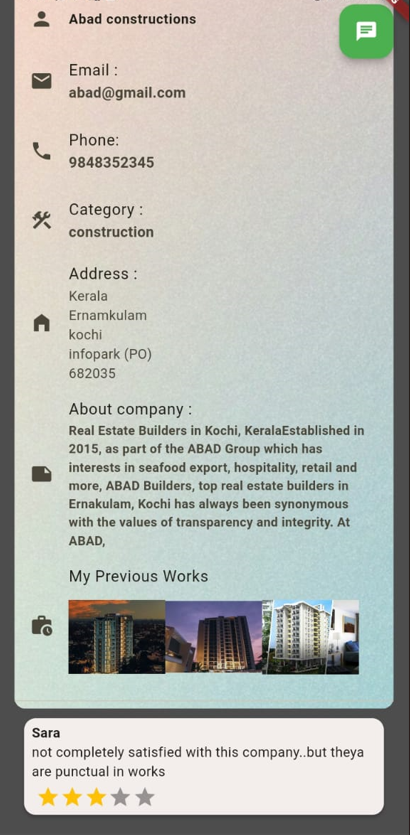 Abad constructions
Email :
abad@gmail.com
Phone:
9848352345
Category :
construction
Address :
Kerala
Ernamkulam
kochi
infopark (PO)
682035
About company :
Real Estate Builders in Kochi, KeralaEstablished in
2015, as part of the ABAD Group which has
interests in seafood export, hospitality, retail and
more, ABAD Builders, top real estate builders in
Ernakulam, Kochi has always been synonymous
with the values of transparency and integrity. At
ABAD,
My Previous Works
Sara
not completely satisfied with this company..but theya
are punctual in works